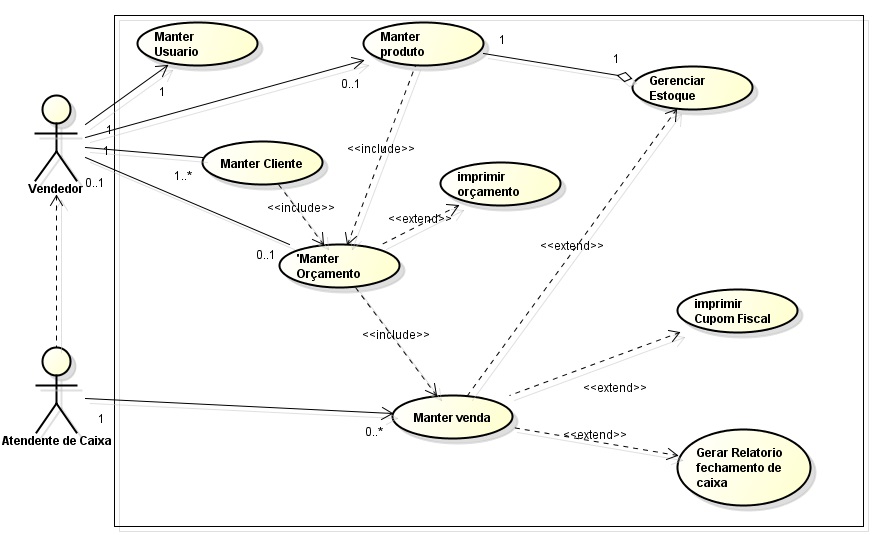 Manter
Usuario
Manter
produto
1
1
Gerenciar
Estoque
1
0..1
1
<<include>>
1
Manter Cliente
1..*
imprimir
orçamento
Vendedor
0..1
<<include>>
<<extend>>
0..1
'Manter
Orçamento
<<extend>>
imprimir
Cupom Fiscal
<<include>>
<<extend>>
Manter venda
1
0..*
<<extend>>
Atendente de Caixa
Gerar Relatorio
fechamento de
caixa